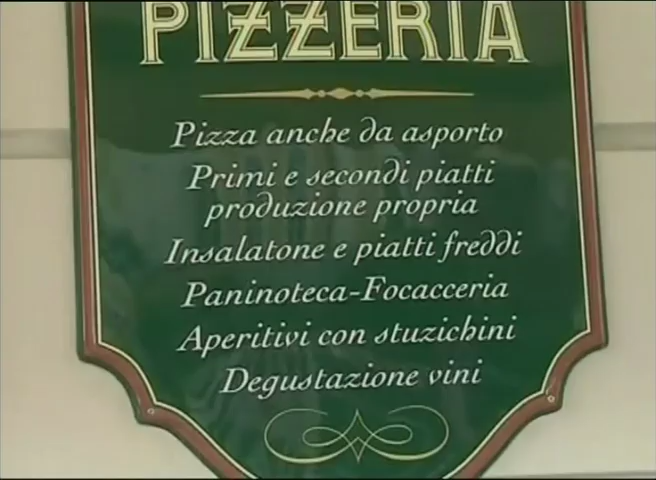 PIZZERIA
Pizza anche da asporto
Primi e secondi piatti
produzione propria
Insalatone e piatti freddi
Paninoteca-Focacceria
Aperitivi con stuzichini
Degustazione vini